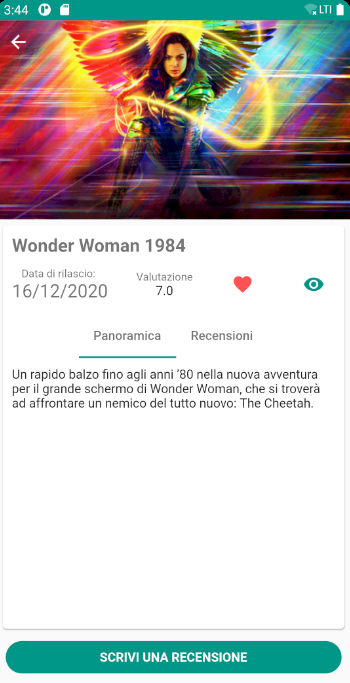 3:44
LTE
Wonder Woman 1984
Data di rilascio:
16/12/2020
Valutazione
7.0
Panoramica
Recensioni
Un rapido balzo fino agli anni '80 nella nuova avventura
per il grande schermo di Wonder Woman, che si troverà
ad affrontare un nemico del tutto nuovo: The Cheetah.
SCRIVI UNA RECENSIONE